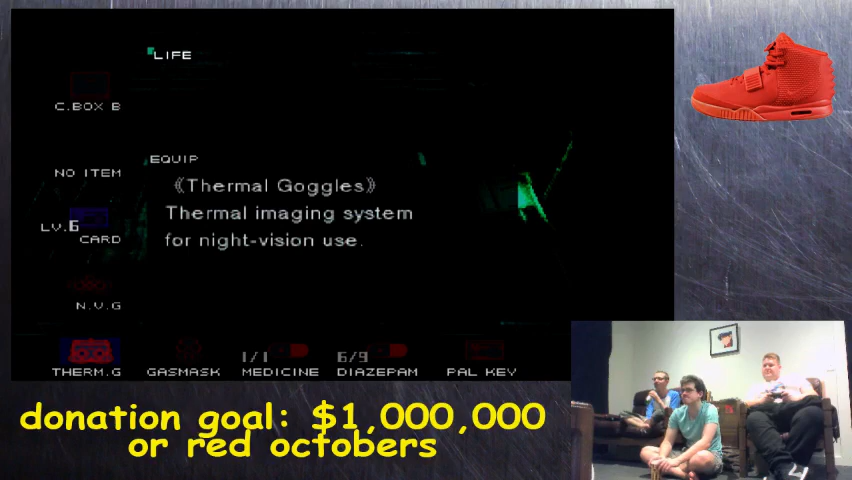 LIFE
C.BOX B
EQUIP
NO ITEM
《Thermal Goggles》
Thermal imaging system
for night-vision use.
LV.6
CARD
N.V.G
1/1
6/9
THERM.G
GASMASK
MEDICINE
DIAZEPAM
PAL KEY
donation goal: $1,000,000
or red octobers